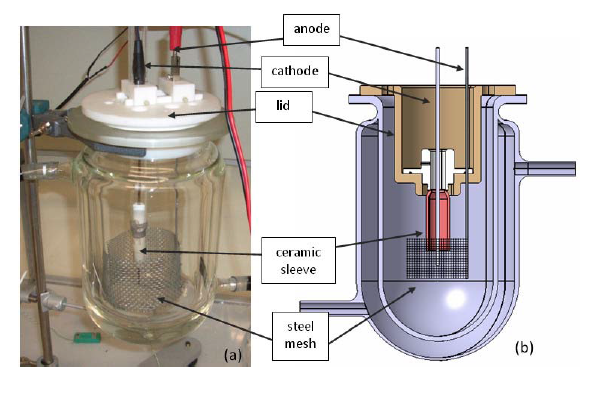 anode
cathode
lid
ceramic
sleeve
steel
mesh
(a)
(b)